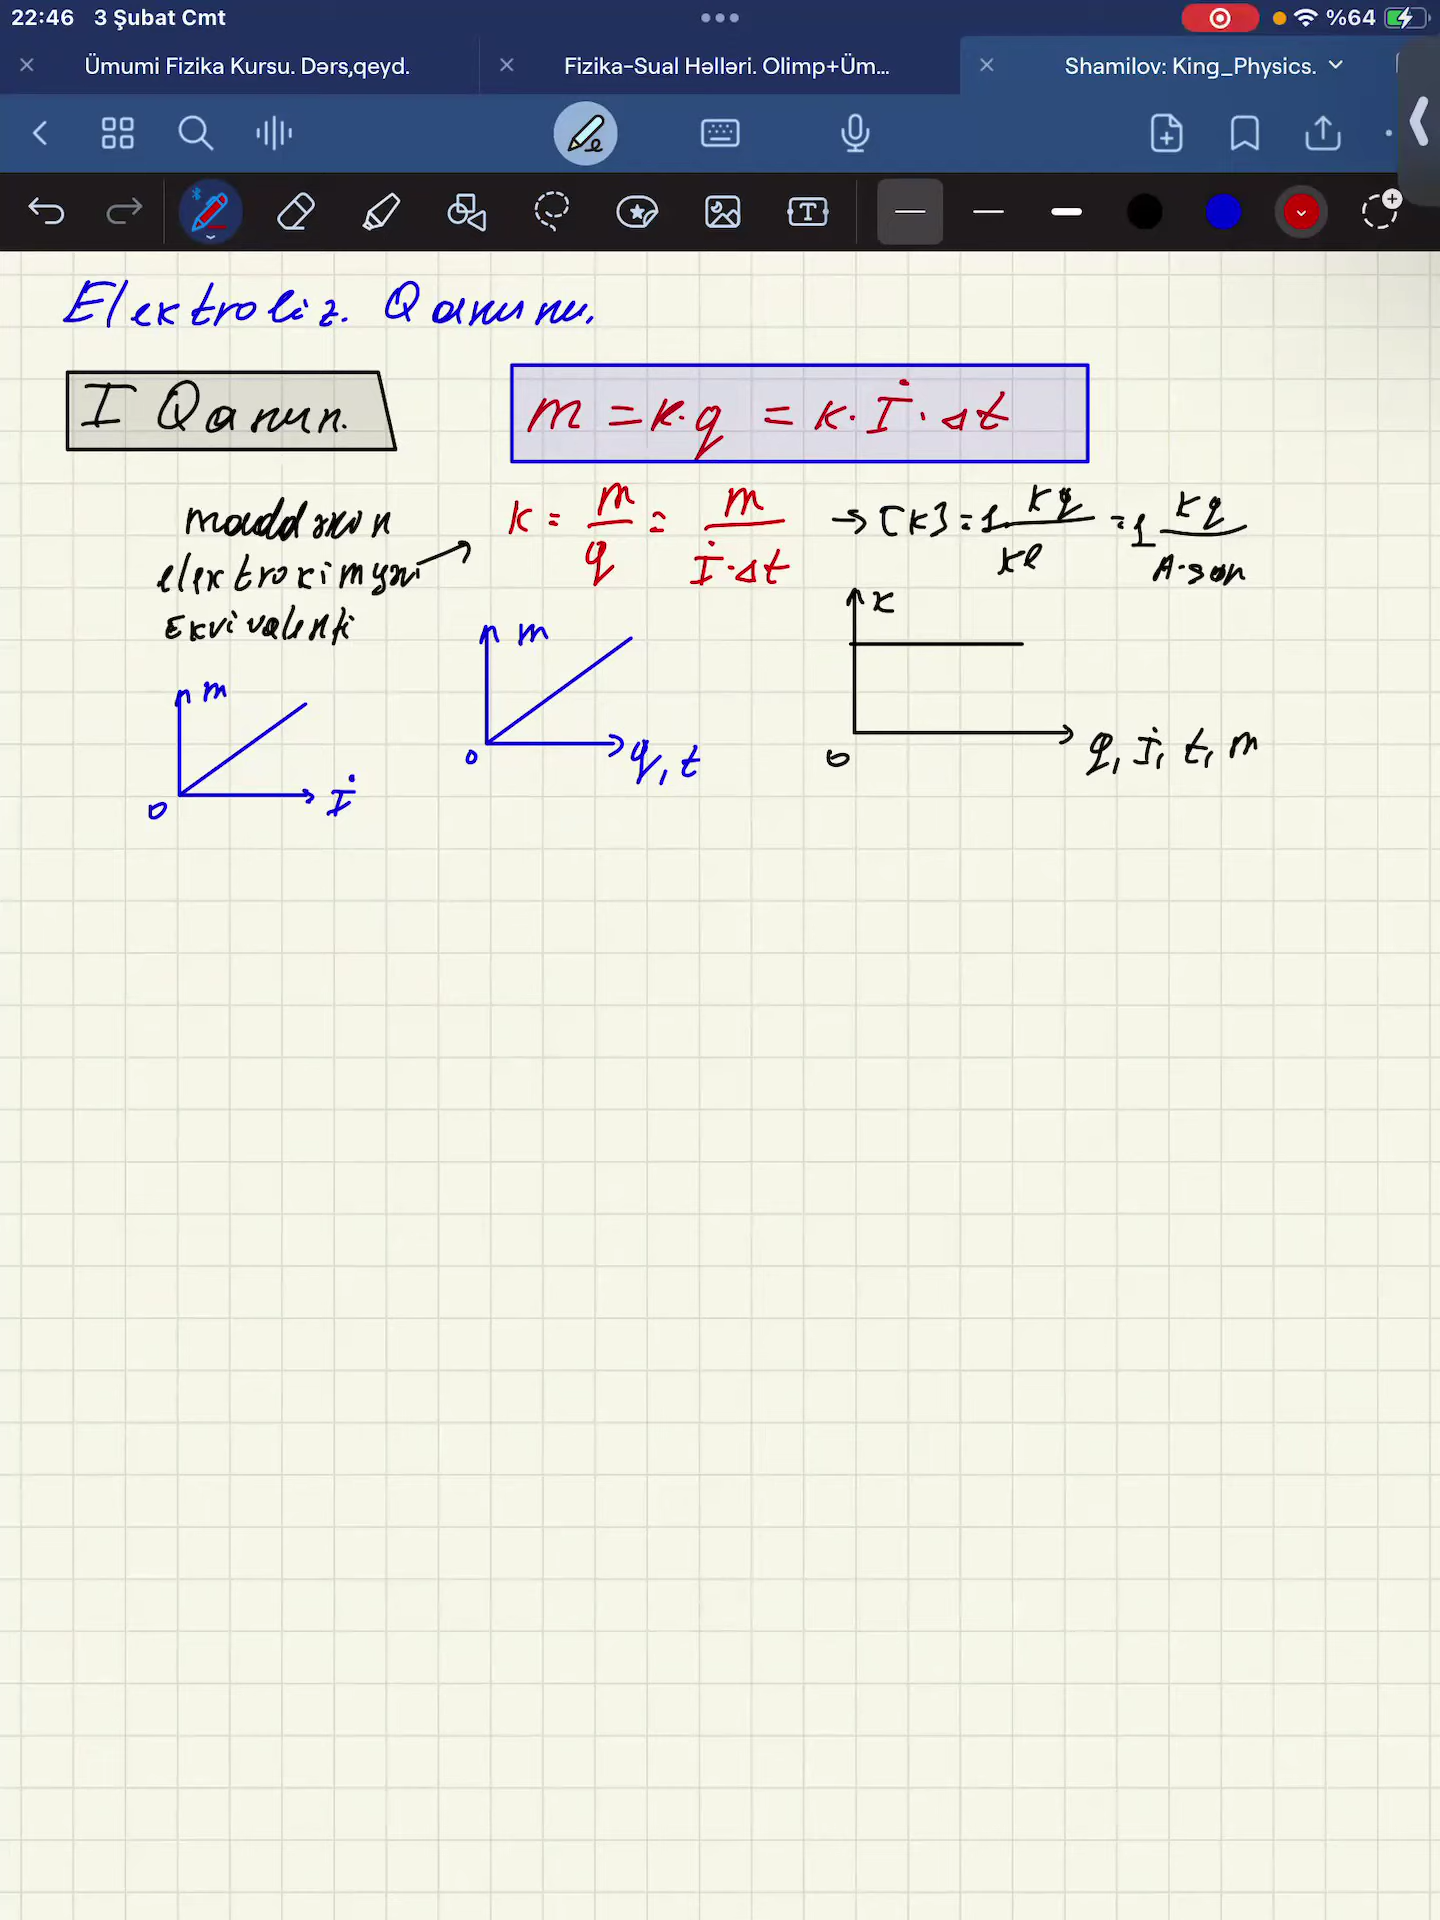 22:46 3 Şubat Cmt %64
Ümumi Fizika Kursu. Dərs,qeyd. Fizika-Sual Həlləri. Olimp+Üm... Shamilov: King_Physics.
Elektroliz. Qanunu.
I Qanun.
m = k·q = k·İ·Δt
maddənin
elektrokimyəvi
Ekvivalenti
k = m/q = m/İ·Δt → [k] = 1 kq/kl = 1 kq/A·san
m
0
İ
m
0
q, t
k
0
q, İ, t, m